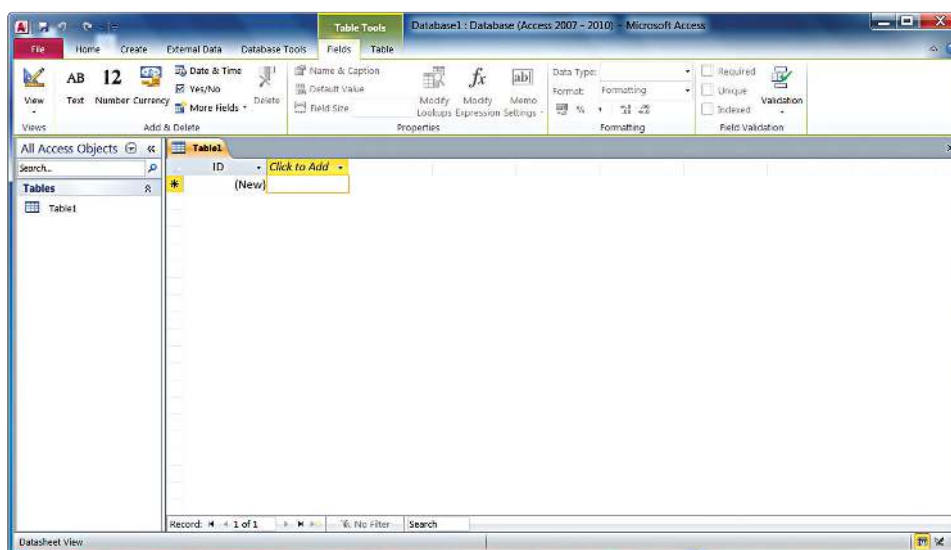 Table Tools
Database1 : Database (Access 2007 - 2010) - Microsoft Access
File Home Create External Data Database Tools Fields Table
View
AB
Text
12
Number
Currency
Date & Time
Yes/No
More Fields
Delete
Name & Caption
Default Value
Field Size
Modify Lookups
fx
Modify Expression
ab
Memo Settings
Data Type:
Format: Formatting
%
Required
Unique
Indexed
Validation
Views Add & Delete Properties Formatting Field Validation
All Access Objects
Search...
Tables
Table1
Table1
ID Click to Add
(New)
Record: 1 of 1 No Filter Search
Datasheet View